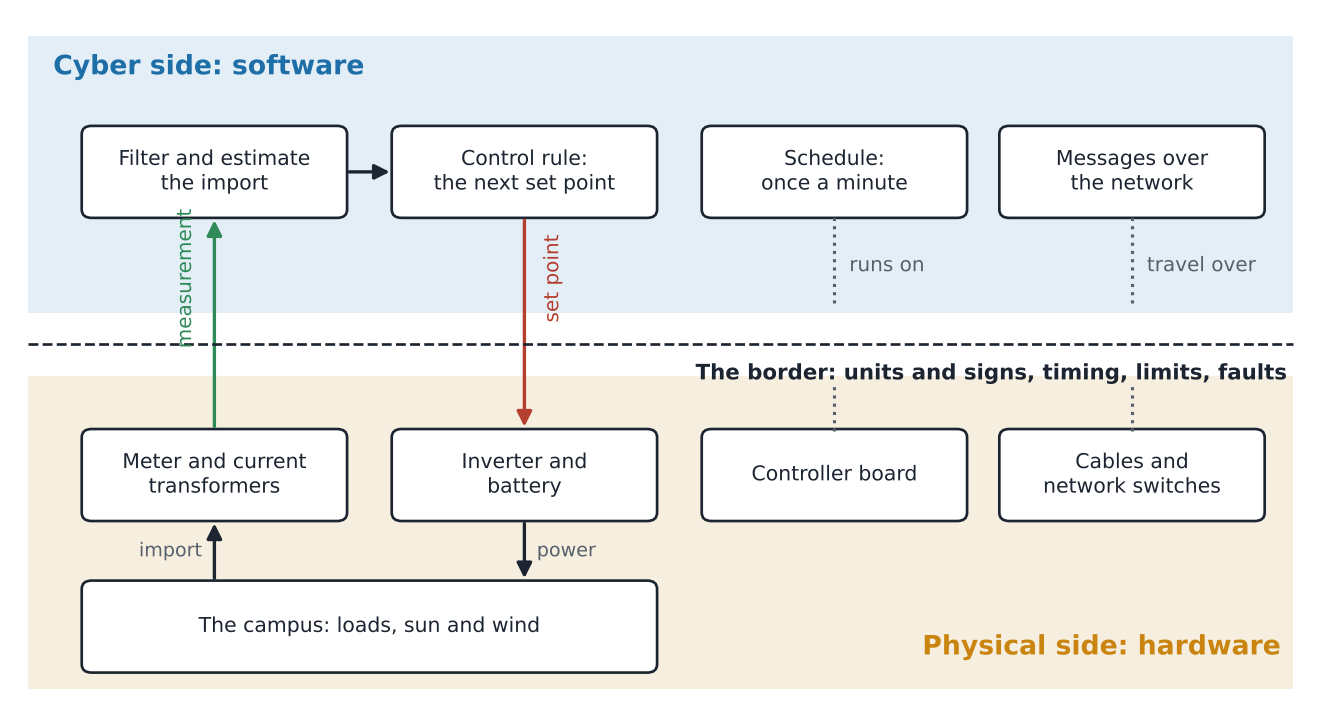 Cyber side: software
Filter and estimate
the import
Control rule:
the next set point
Schedule:
once a minute
Messages over
the network
measurement
set point
runs on
travel over
The border: units and signs, timing, limits, faults
Meter and current
transformers
Inverter and
battery
Controller board
Cables and
network switches
import
power
The campus: loads, sun and wind
Physical side: hardware